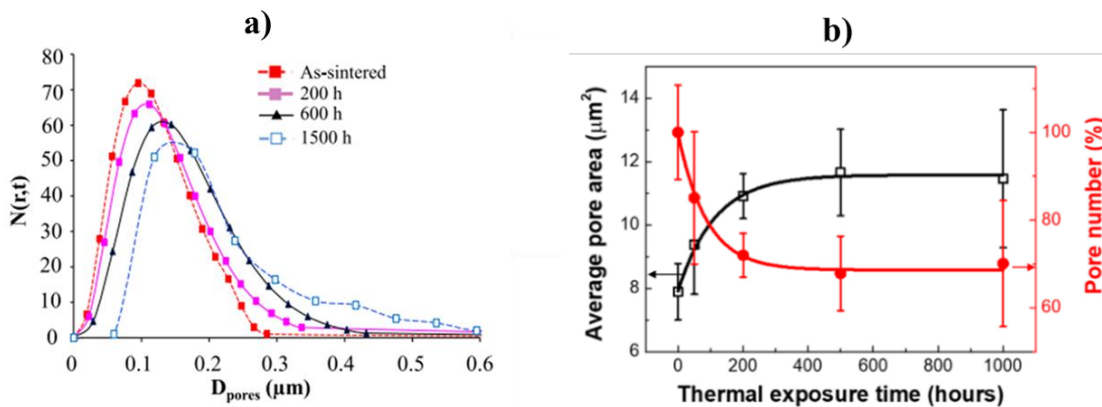 a)
b)
80
70
60
50
40
30
20
10
0
N(r,t)
As-sintered
200 h
600 h
1500 h
0
0.1
0.2
0.3
0.4
0.5
0.6
D_pores (µm)
14
12
10
8
6
Average pore area (µm²)
100
80
60
Pore number (%)
0
200
400
600
800
1000
Thermal exposure time (hours)